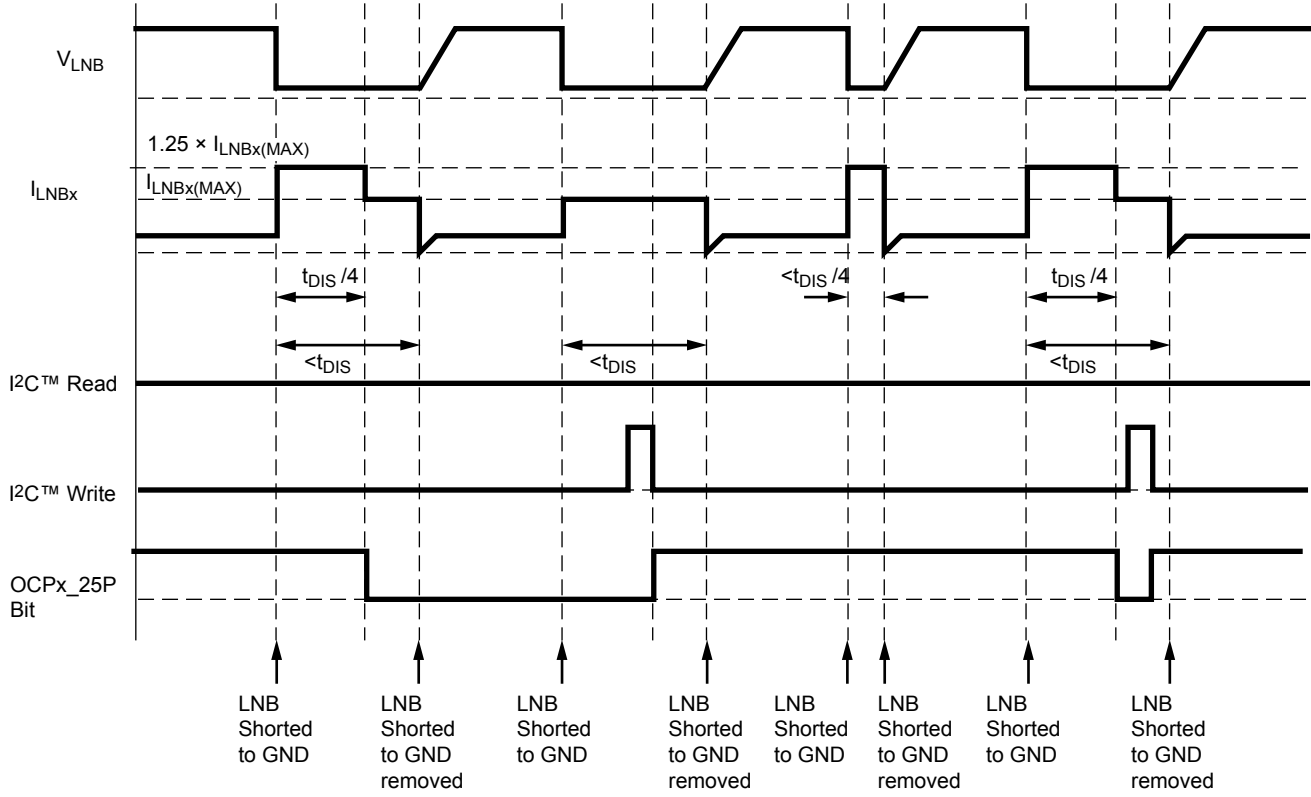 VLNB
1.25 × ILNBx(MAX)
ILNBx(MAX)
ILNBx
tDIS /4
<tDIS /4
tDIS /4
<tDIS
<tDIS
<tDIS
I2C™ Read
I2C™ Write
OCPx_25P
Bit
LNB
Shorted
to GND
LNB
Shorted
to GND
removed
LNB
Shorted
to GND
LNB
Shorted
to GND
removed
LNB
Shorted
to GND
LNB
Shorted
to GND
removed
LNB
Shorted
to GND
LNB
Shorted
to GND
removed